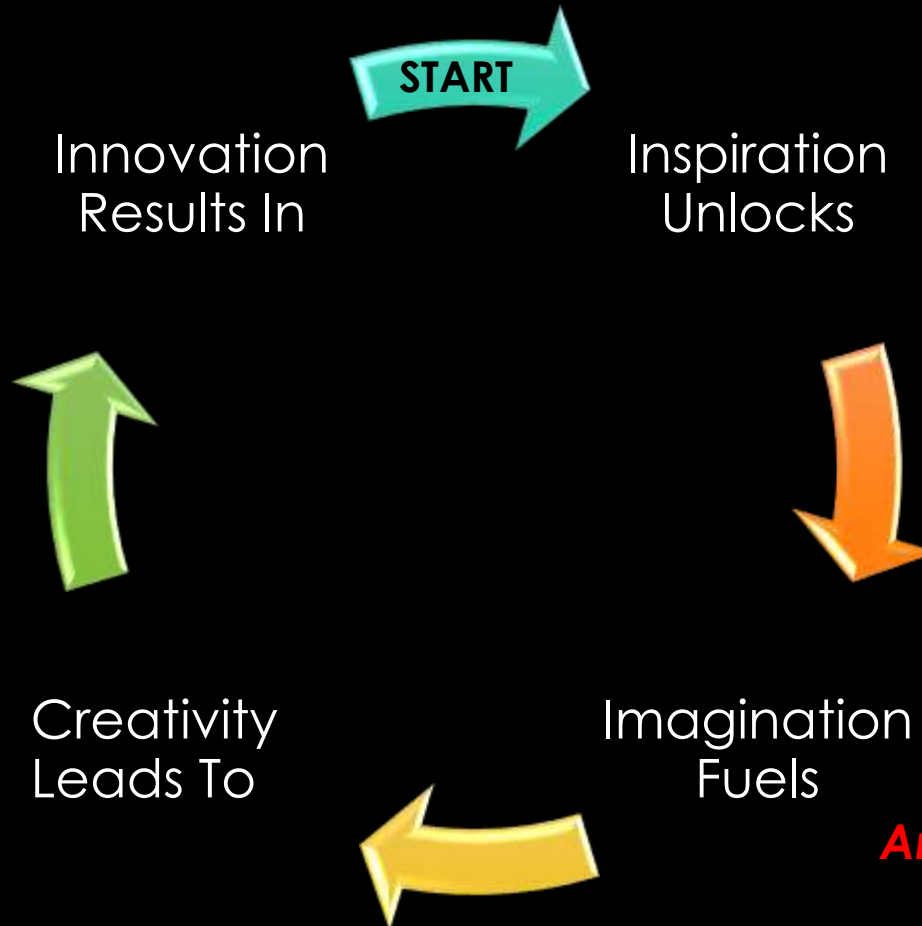 START
Inspiration
Unlocks
Imagination
Fuels
Creativity
Leads To
Innovation
Results In